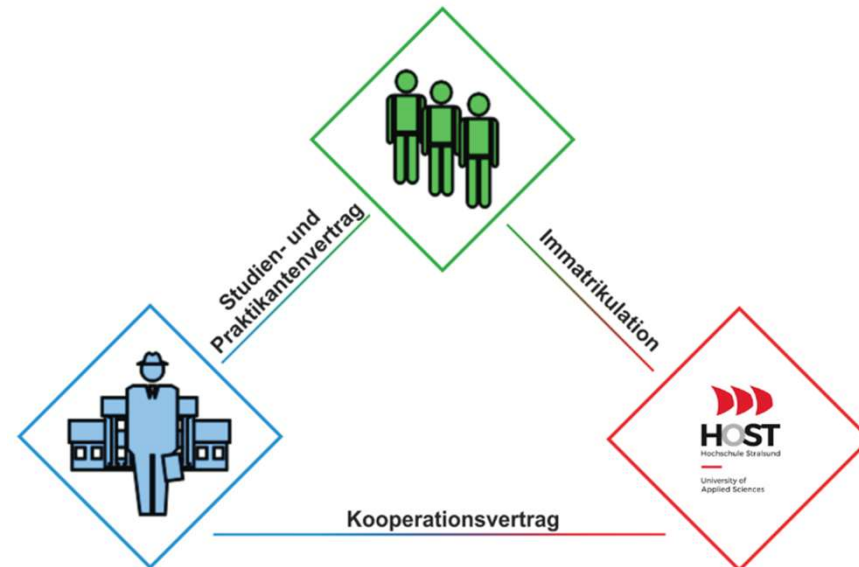 Studien- und
Praktikantenvertrag
Immatrikulation
HOST
Hochschule Stralsund
University of
Applied Sciences
Kooperationsvertrag